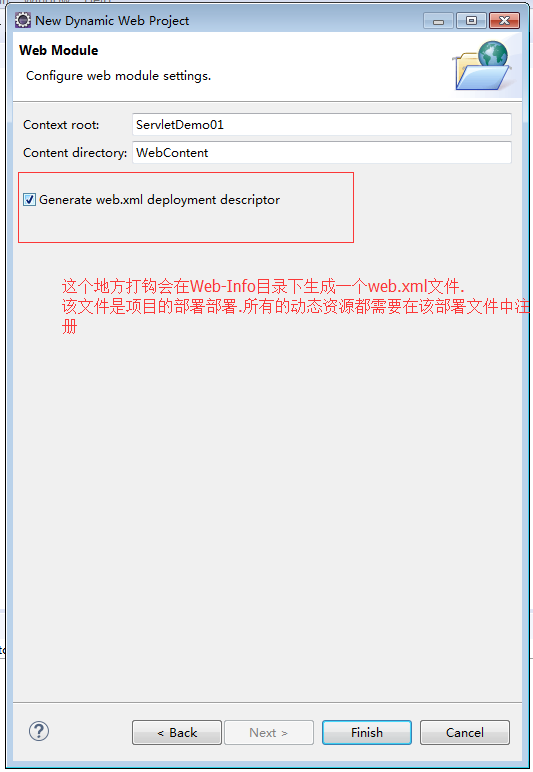 New Dynamic Web Project
Web Module
Configure web module settings.
Context root: ServletDemo01
Content directory: WebContent
Generate web.xml deployment descriptor
这个地方打钩会在Web-Info目录下生成一个web.xml文件.
该文件是项目的部署部署.所有的动态资源都需要在该部署文件中注
册
< Back Next > Finish Cancel